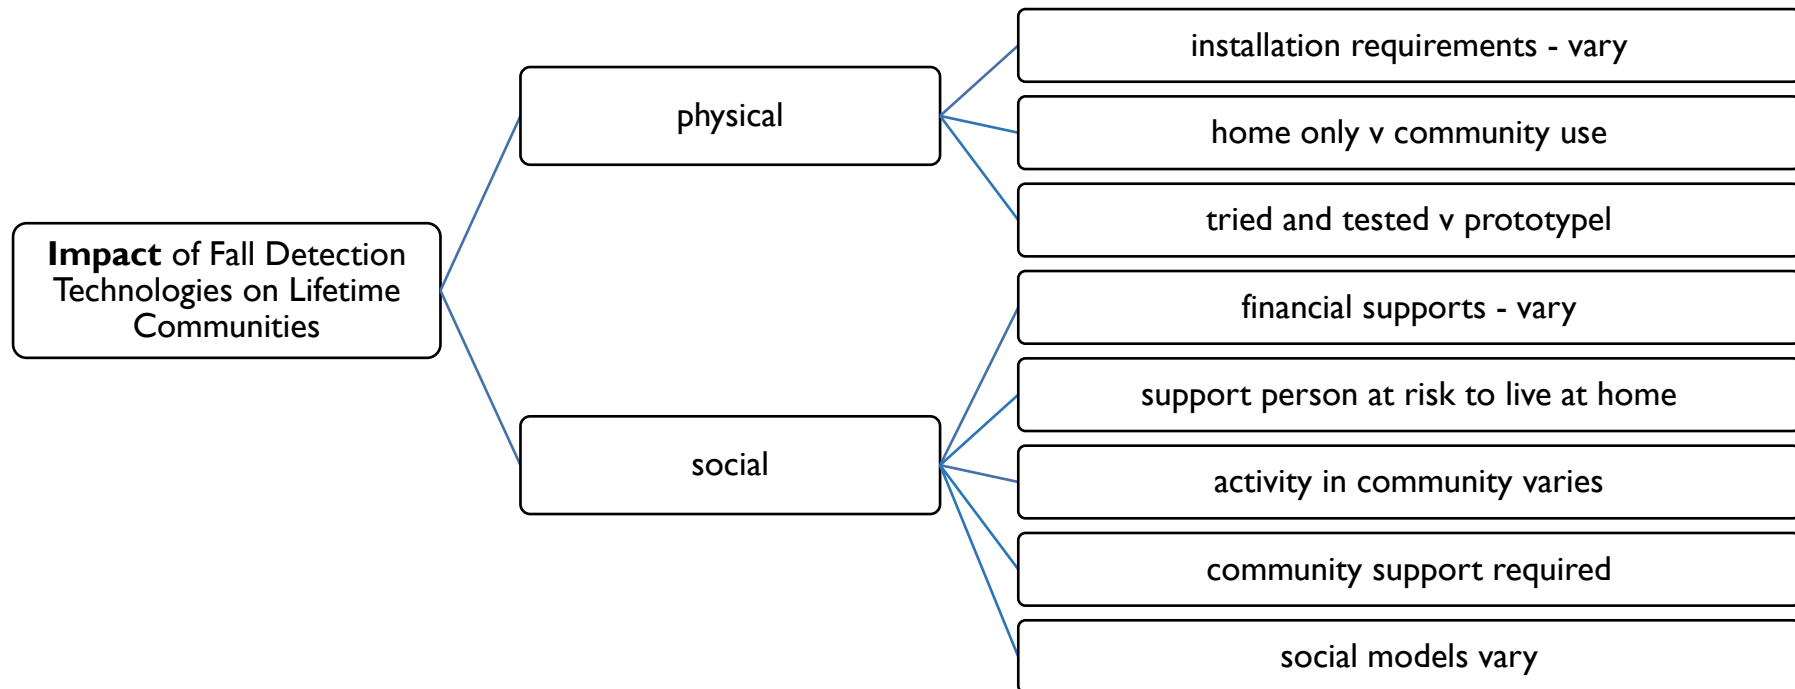 Impact of Fall Detection
Technologies on Lifetime
Communities
physical
installation requirements - vary
home only v community use
tried and tested v prototypel
social
financial supports - vary
support person at risk to live at home
activity in community varies
community support required
social models vary